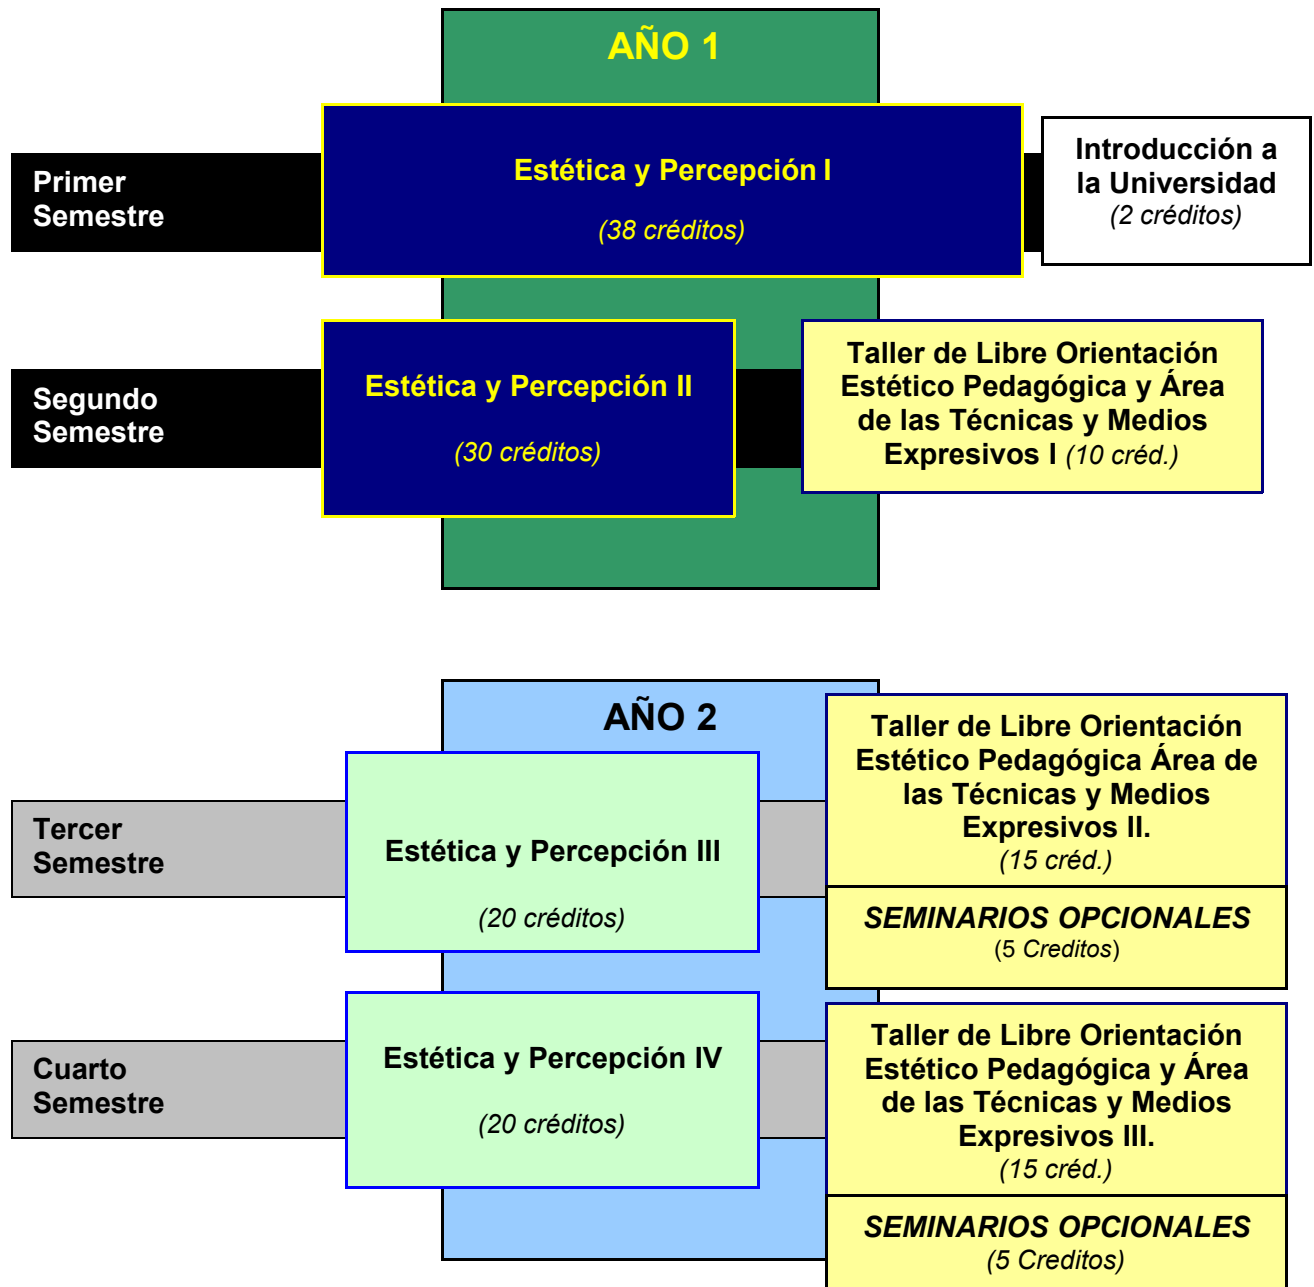 AÑO 1
Primer
Semestre
Estética y Percepción I
(38 créditos)
Introducción a
la Universidad
(2 créditos)
Segundo
Semestre
Estética y Percepción II
(30 créditos)
Taller de Libre Orientación
Estético Pedagógica y Área
de las Técnicas y Medios
Expresivos I (10 créd.)
AÑO 2
Tercer
Semestre
Estética y Percepción III
(20 créditos)
Taller de Libre Orientación
Estético Pedagógica Área de
las Técnicas y Medios
Expresivos II.
(15 créd.)
SEMINARIOS OPCIONALES
(5 Creditos)
Cuarto
Semestre
Estética y Percepción IV
(20 créditos)
Taller de Libre Orientación
Estético Pedagógica y Área
de las Técnicas y Medios
Expresivos III.
(15 créd.)
SEMINARIOS OPCIONALES
(5 Creditos)